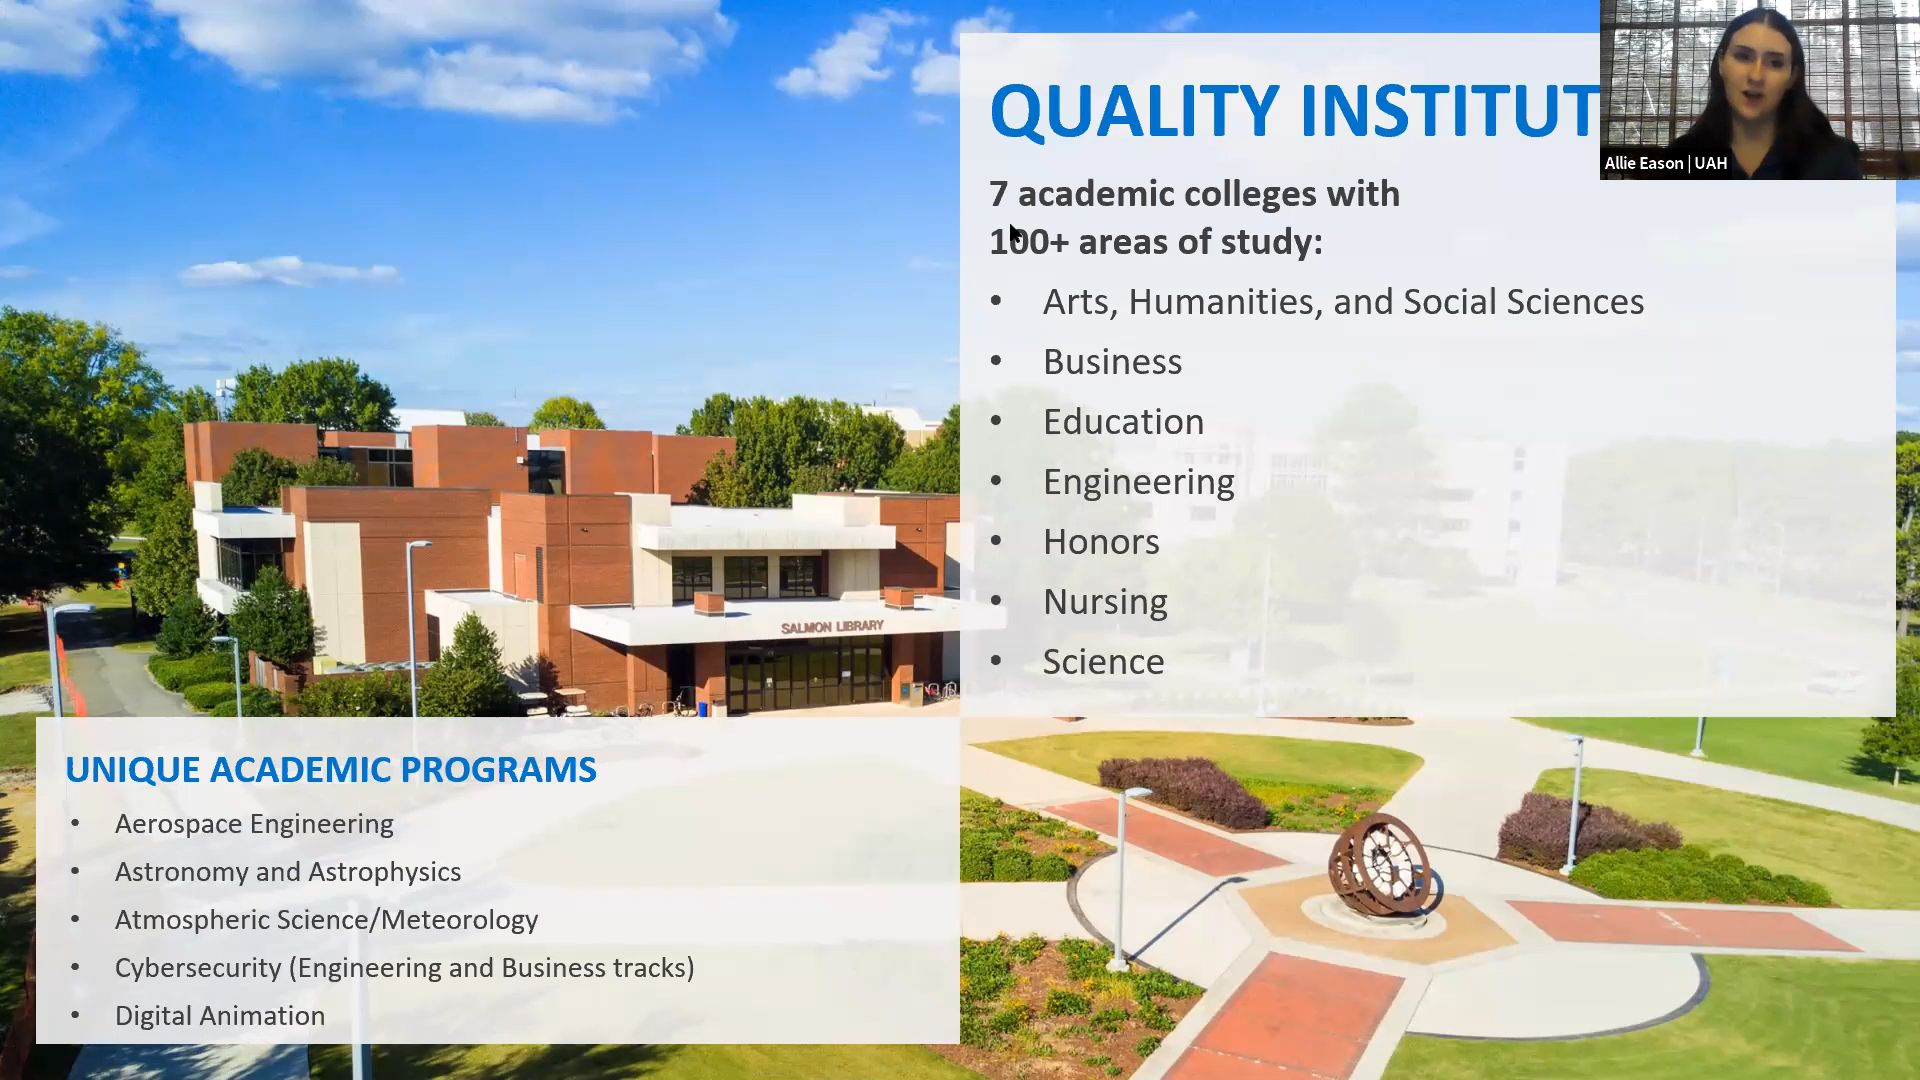 QUALITY INSTITUT
Allie Eason | UAH
7 academic colleges with
100+ areas of study:
• Arts, Humanities, and Social Sciences
• Business
• Education
• Engineering
• Honors
• Nursing
• Science
SALMON LIBRARY
UNIQUE ACADEMIC PROGRAMS
• Aerospace Engineering
• Astronomy and Astrophysics
• Atmospheric Science/Meteorology
• Cybersecurity (Engineering and Business tracks)
• Digital Animation